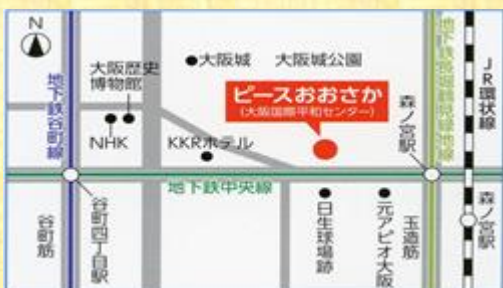 N
大阪歴史
博物館
大阪城
大阪城公園
ピースおおさか
(大阪国際平和センター)
NHK
KKRホテル
地下鉄谷町線
地下鉄中央線
谷町筋
谷町四丁目駅
日生球場跡
元アピオ大阪
玉造筋
森ノ宮駅
JR環状線
森ノ宮駅